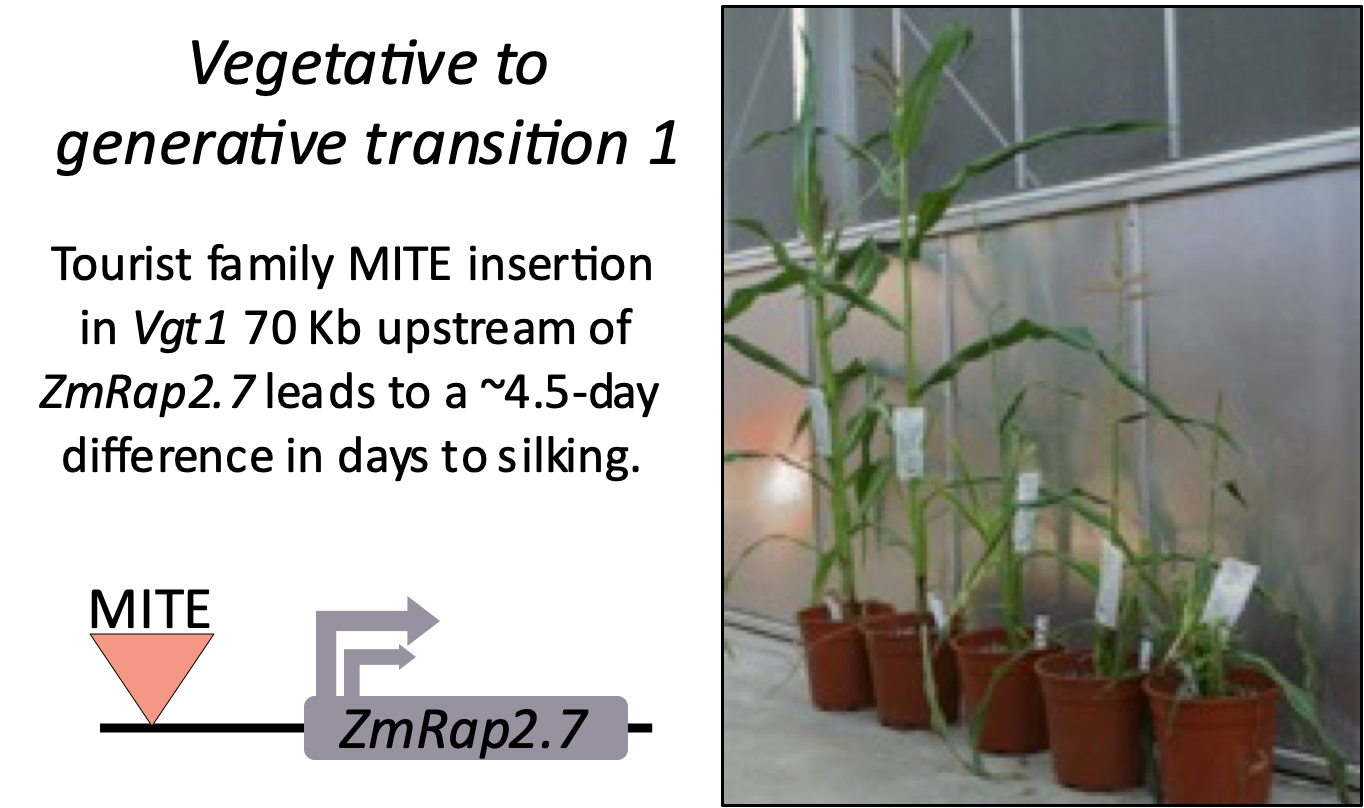 Vegetative to
generative transition 1
Tourist family MITE insertion
in Vgt1 70 Kb upstream of
ZmRap2.7 leads to a ~4.5-day
difference in days to silking.
MITE
ZmRap2.7